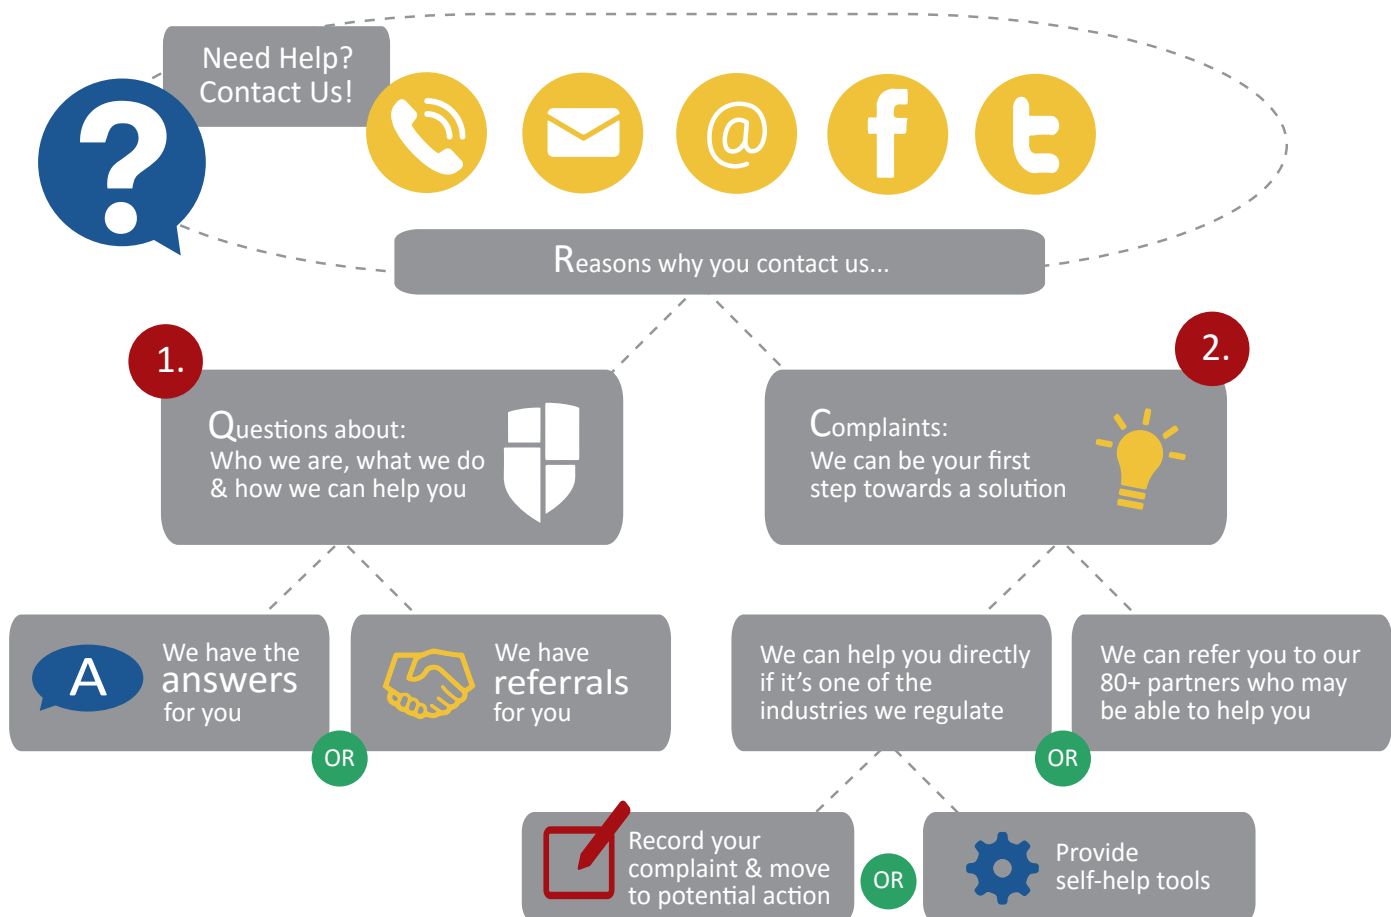 Need Help?
Contact Us!
?
@
f
t
Reasons why you contact us...
1.
Questions about:
Who we are, what we do
& how we can help you
2.
Complaints:
We can be your first
step towards a solution
A
We have the
answers
for you
OR
We have
referrals
for you
We can help you directly
if it’s one of the
industries we regulate
OR
We can refer you to our
80+ partners who may
be able to help you
Record your
complaint & move
to potential action
OR
Provide
self-help tools